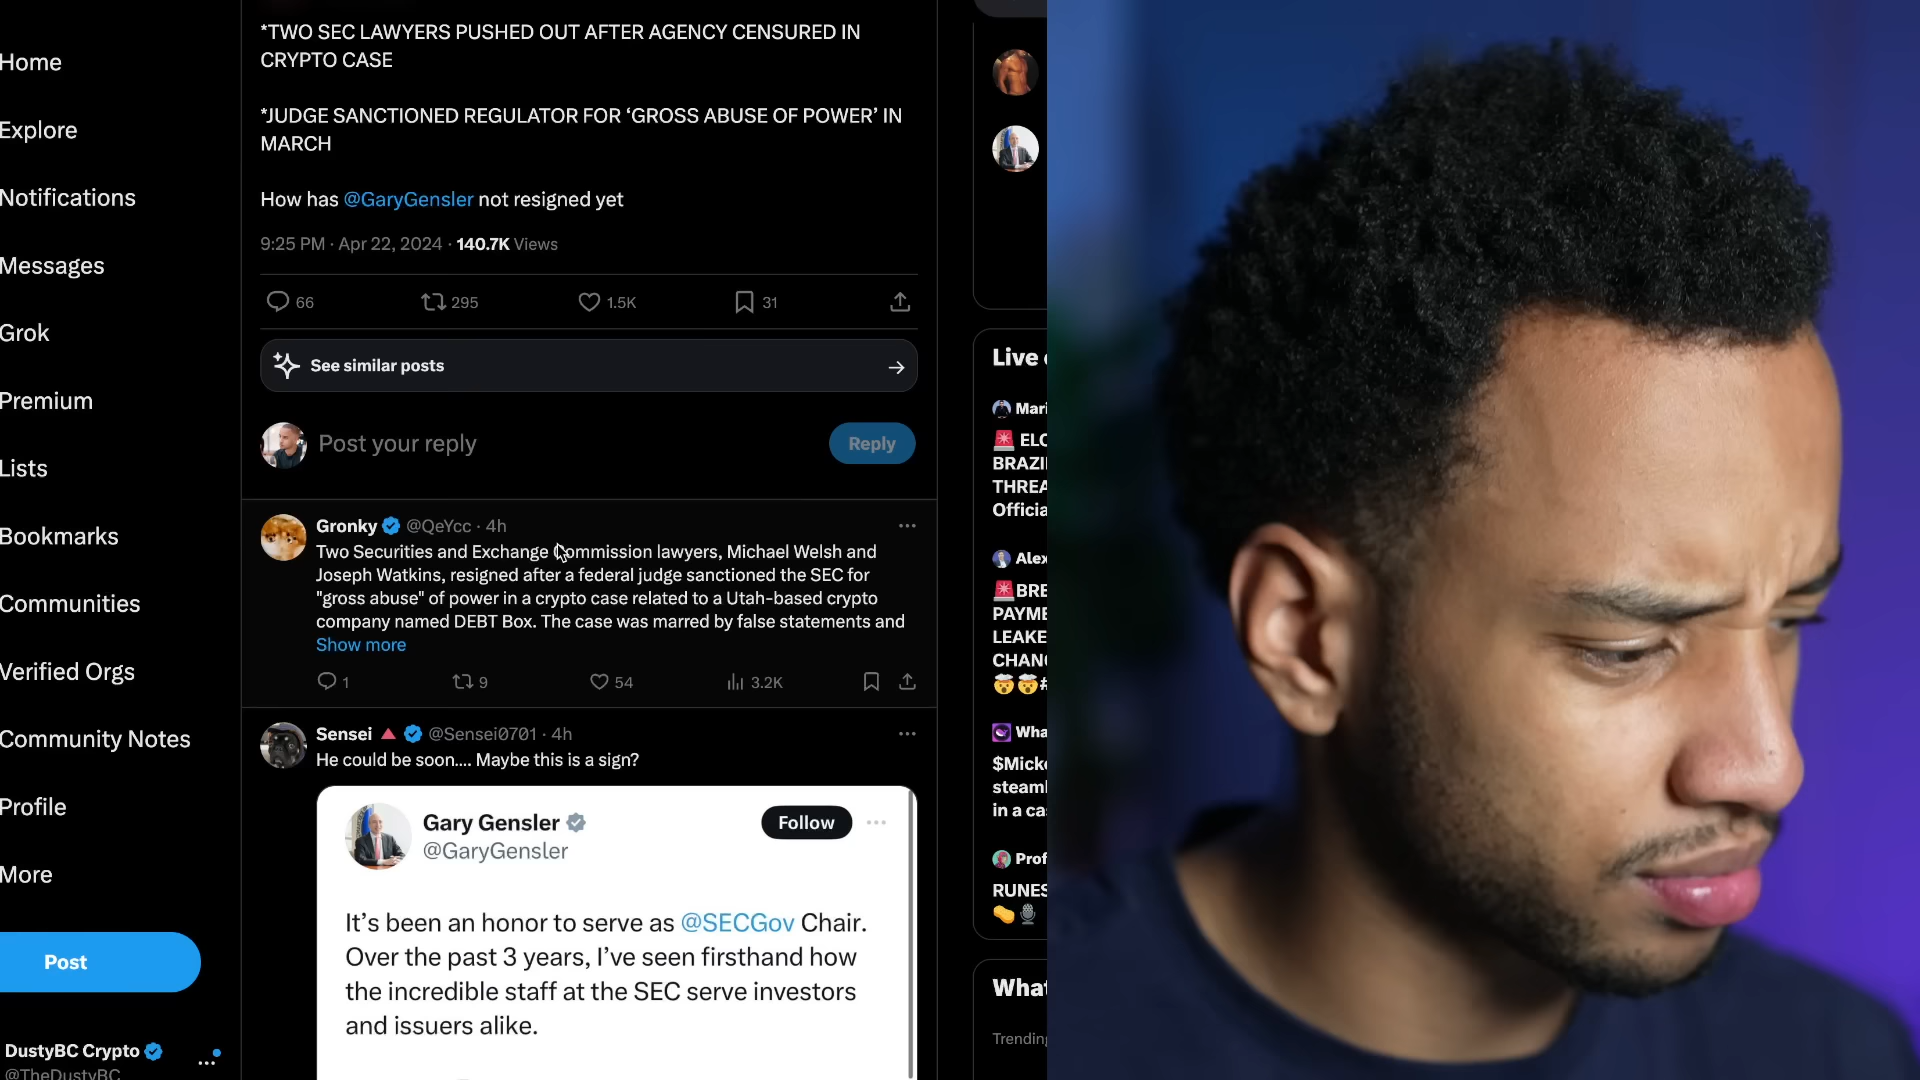 Home
Explore
Notifications
Messages
Grok
Premium
Lists
Bookmarks
Communities
Verified Orgs
Community Notes
Profile
More
Post
DustyBC Crypto
@TheDustyBC
*TWO SEC LAWYERS PUSHED OUT AFTER AGENCY CENSURED IN
CRYPTO CASE
*JUDGE SANCTIONED REGULATOR FOR ‘GROSS ABUSE OF POWER’ IN
MARCH
How has @GaryGensler not resigned yet
9:25 PM · Apr 22, 2024 · 140.7K Views
66 295 1.5K 31
See similar posts
Post your reply
Reply
Gronky @QeYcc · 4h
Two Securities and Exchange Commission lawyers, Michael Welsh and
Joseph Watkins, resigned after a federal judge sanctioned the SEC for
"gross abuse" of power in a crypto case related to a Utah-based crypto
company named DEBT Box. The case was marred by false statements and
Show more
1 9 54 3.2K
Sensei @Sensei0701 · 4h
He could be soon.... Maybe this is a sign?
Gary Gensler
Follow
@GaryGensler
It’s been an honor to serve as @SECGov Chair.
Over the past 3 years, I’ve seen firsthand how
the incredible staff at the SEC serve investors
and issuers alike.
Live
Mari
ELO
BRAZI
THREA
Officia
Alex
BRE
PAYME
LEAKE
CHAN
Wha
$Micke
steam
in a ca
Prof
RUNES
What
Trending